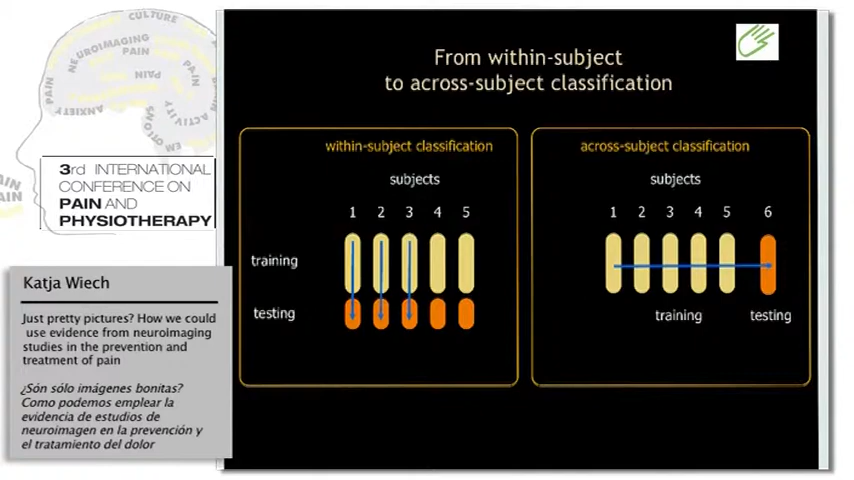 CULTURE
NEUROIMAGING
PAIN
PAIN
PAIN
PAIN
ANXIETY
ACTIVITY
PAIN
3rd INTERNATIONAL
CONFERENCE ON
PAIN AND
PHYSIOTHERAPY
Katja Wiech
Just pretty pictures? How we could
use evidence from neuroimaging
studies in the prevention and
treatment of pain
¿Són sólo imágenes bonitas?
Como podemos emplear la
evidencia de estudios de
neuroimagen en la prevención y
el tratamiento del dolor
From within-subject
to across-subject classification
within-subject classification
subjects
1 2 3 4 5
training
testing
across-subject classification
subjects
1 2 3 4 5 6
training testing